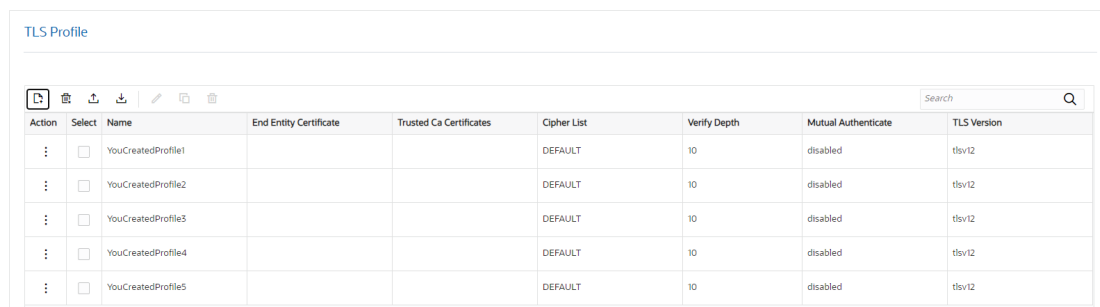 TLS Profile
Search
Action Select Name End Entity Certificate Trusted Ca Certificates Cipher List Verify Depth Mutual Authenticate TLS Version
YouCreatedProfile1 DEFAULT 10 disabled tlsv12
YouCreatedProfile2 DEFAULT 10 disabled tlsv12
YouCreatedProfile3 DEFAULT 10 disabled tlsv12
YouCreatedProfile4 DEFAULT 10 disabled tlsv12
YouCreatedProfile5 DEFAULT 10 disabled tlsv12